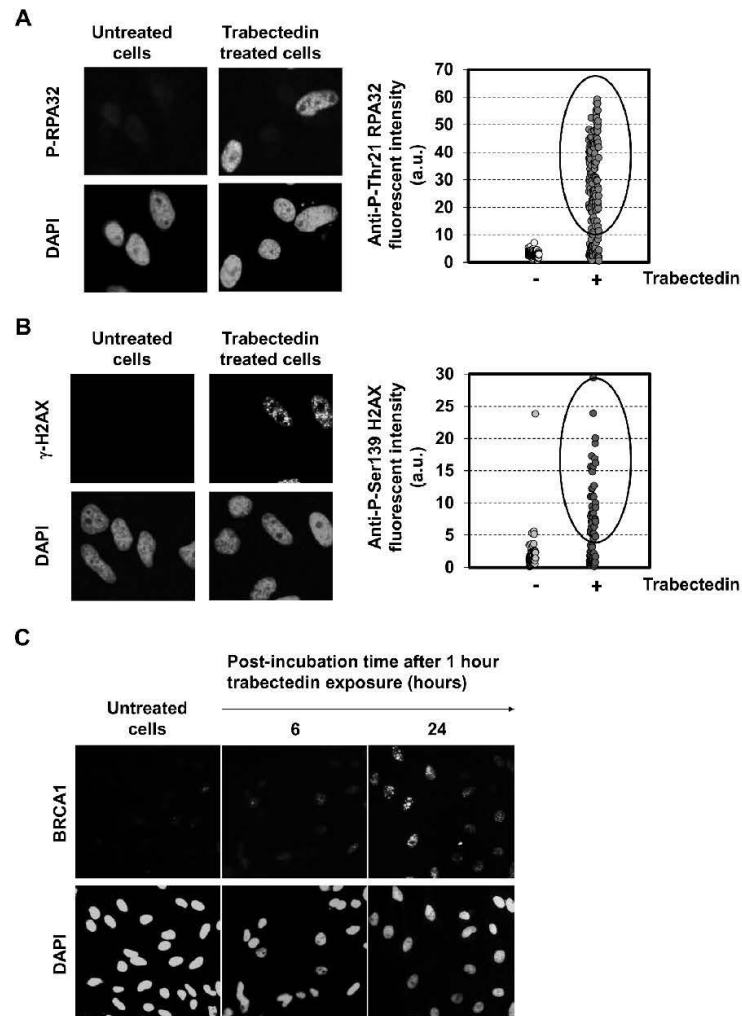 A
Untreated
cells
Trabectedin
treated cells
P-RPA32
DAPI
Anti-P-Thr21 RPA32
fluorescent intensity
(a.u.)
70
60
50
40
30
20
10
0
- + Trabectedin
B
Untreated
cells
Trabectedin
treated cells
γ-H2AX
DAPI
Anti-P-Ser139 H2AX
fluorescent intensity
(a.u.)
30
25
20
15
10
5
0
- + Trabectedin
C
Post-incubation time after 1 hour
trabectedin exposure (hours)
Untreated
cells
6 24
BRCA1
DAPI